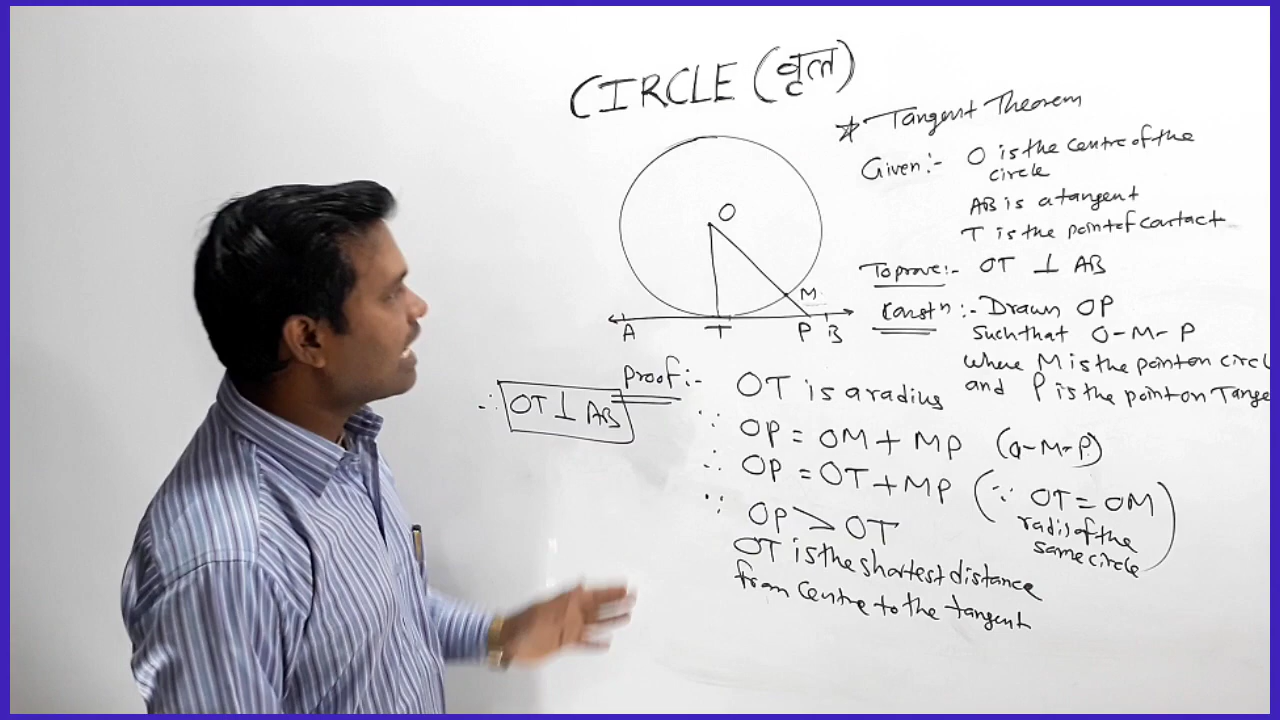 CIRCLE (वृत्त)
O
M
A
T
P
B
☆ Tangent Theorem
Given:- O is the centre of the
circle
AB is a tangent
T is the point of contact
To prove:- OT ⊥ AB
Constⁿ :- Drawn OP
such that O-M-P
where M is the point on circl
and P is the point on Tange
Proof:- OT is a radius
∵ OP = OM + MP (O-M-P)
∴ OP = OT + MP (∵ OT = OM
radii of the
same circle)
∵ OP > OT
OT is the shortest distance
from centre to the tangent
∴ OT ⊥ AB